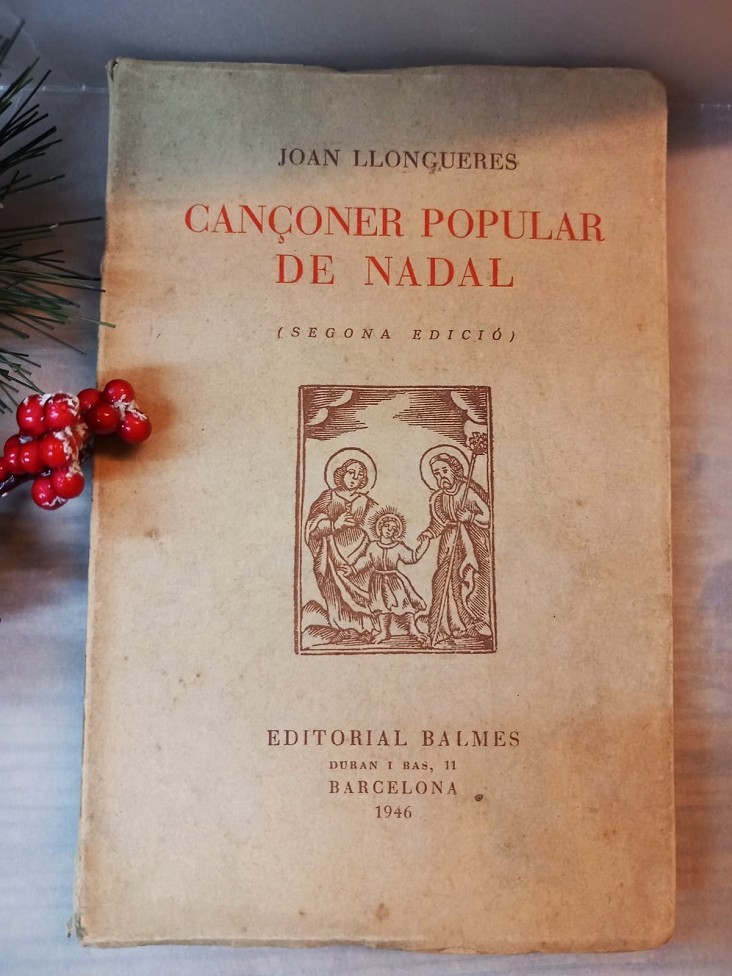 JOAN LLONGUERES
CANÇONER POPULAR
DE NADAL
(SEGONA EDICIÓ)
EDITORIAL BALMES
DURAN I BAS, 11
BARCELONA
1946